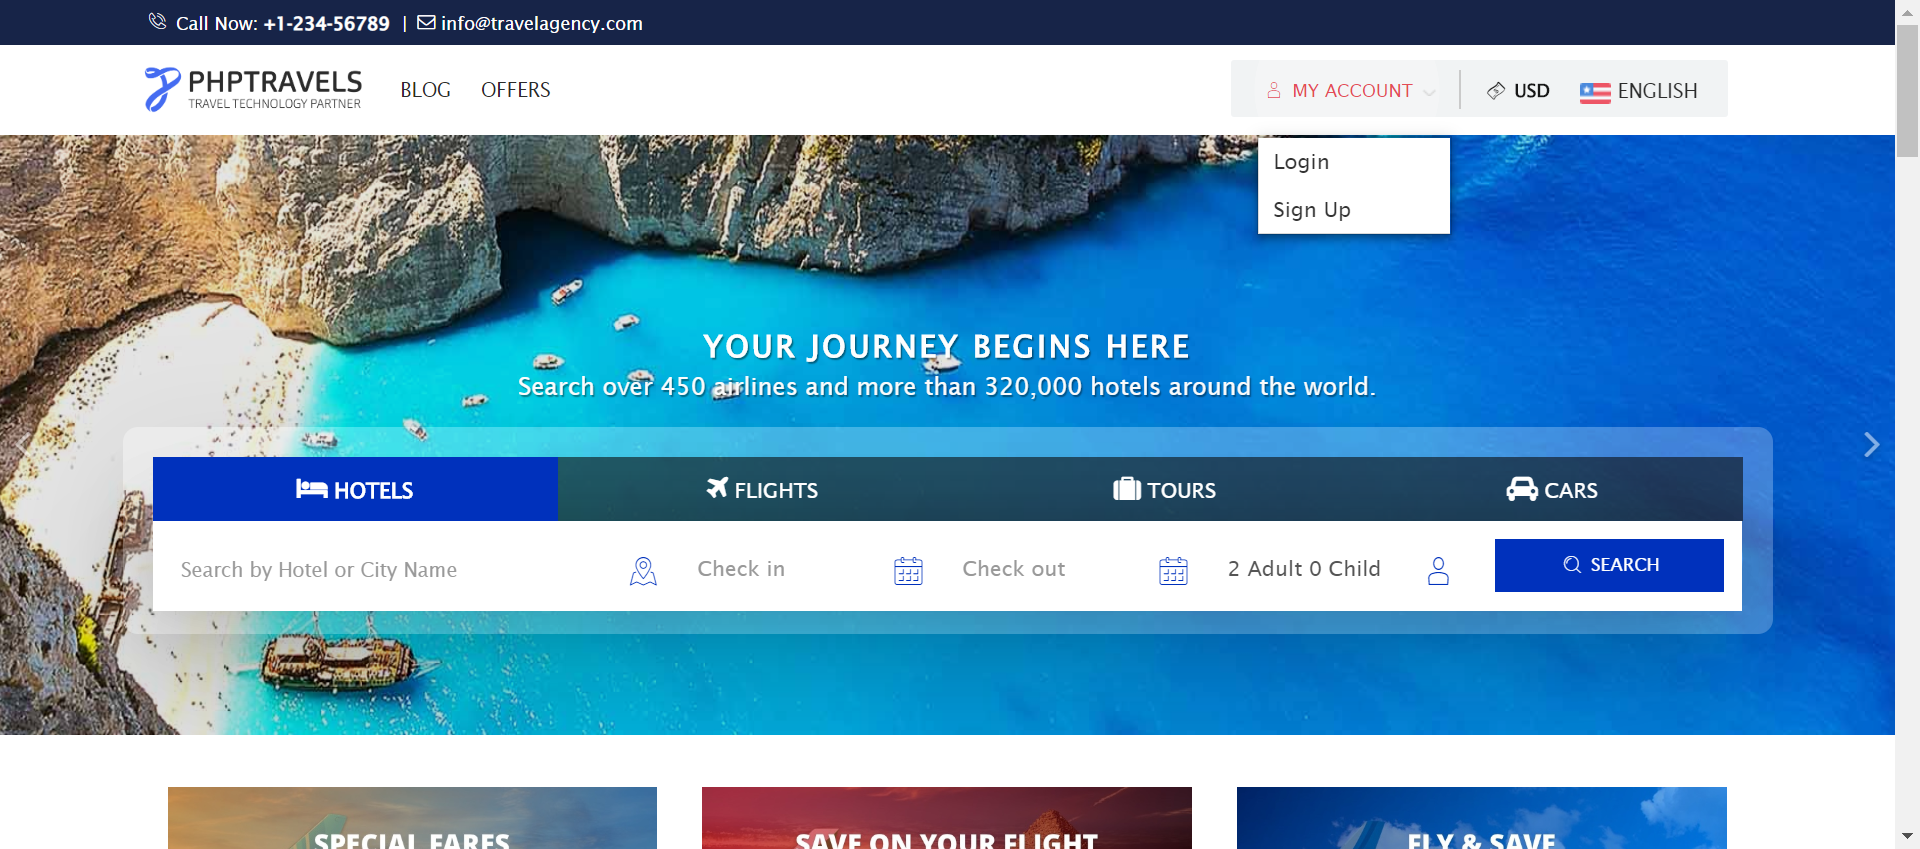 Call Now: +1-234-56789 | info@travelagency.com
PHPTRAVELS
TRAVEL TECHNOLOGY PARTNER
BLOG OFFERS
MY ACCOUNT USD ENGLISH
Login
Sign Up
YOUR JOURNEY BEGINS HERE
Search over 450 airlines and more than 320,000 hotels around the world.
HOTELS FLIGHTS TOURS CARS
Search by Hotel or City Name Check in Check out 2 Adult 0 Child SEARCH
SPECIAL FARES SAVE ON YOUR FLIGHT FLY & SAVE